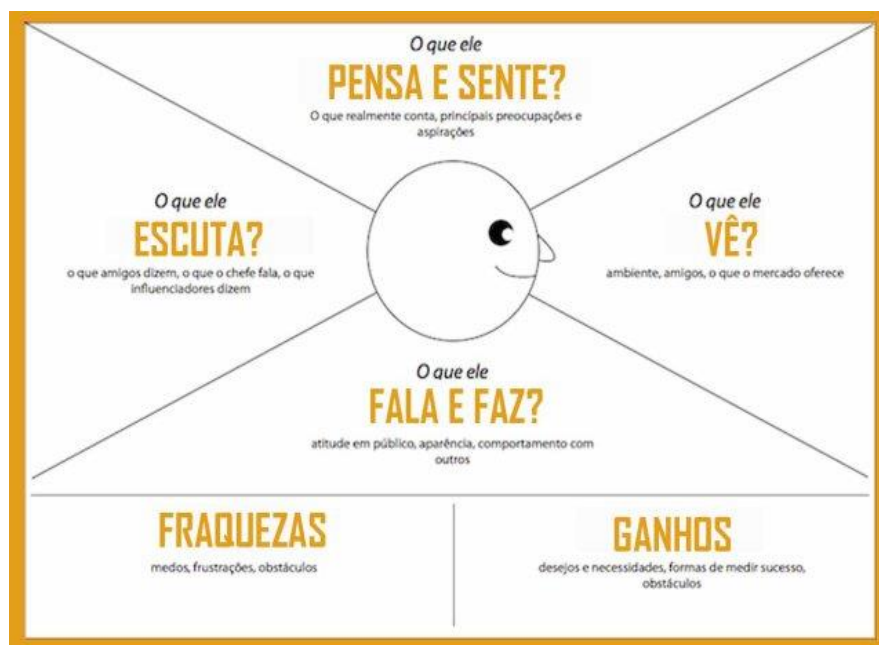 O que ele
PENSA E SENTE?
O que realmente conta, principais preocupações e
aspirações
O que ele
ESCUTA?
o que amigos dizem, o que o chefe fala, o que
influenciadores dizem
O que ele
VÊ?
ambiente, amigos, o que o mercado oferece
O que ele
FALA E FAZ?
atitude em público, aparência, comportamento com
outros
FRAQUEZAS
medos, frustrações, obstáculos
GANHOS
desejos e necessidades, formas de medir sucesso,
obstáculos